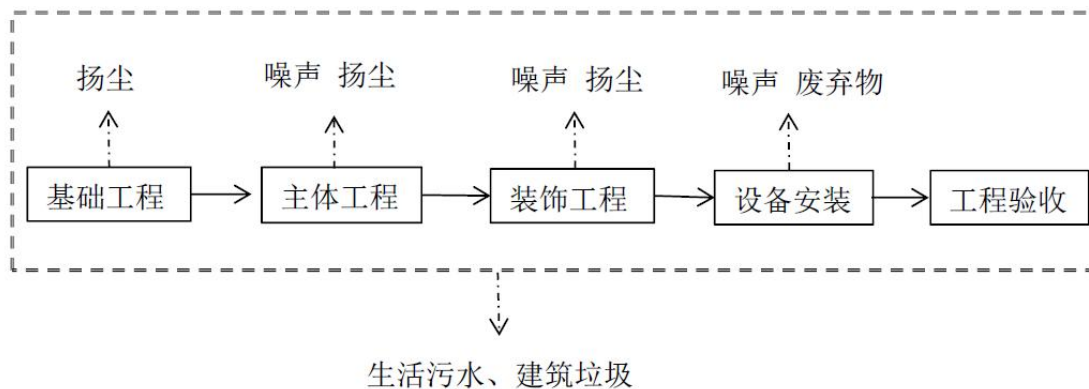 扬尘
噪声 扬尘
噪声 扬尘
噪声 废弃物
基础工程
主体工程
装饰工程
设备安装
工程验收
生活污水、建筑垃圾